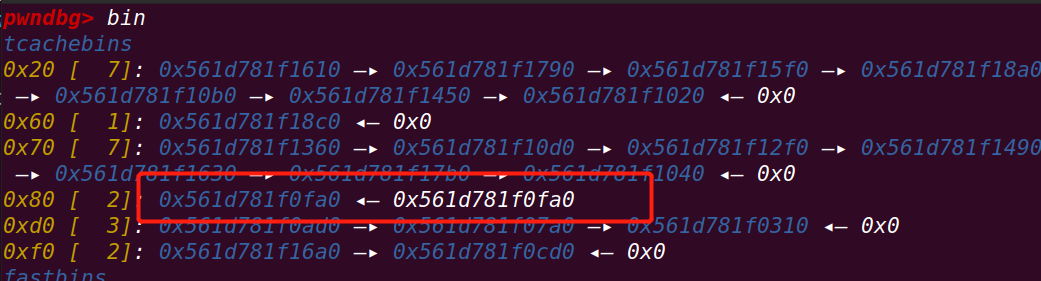 pwndbg> bin
tcachebins
0x20 [  7]: 0x561d781f1610 —▸ 0x561d781f1790 —▸ 0x561d781f15f0 —▸ 0x561d781f18a0
—▸ 0x561d781f10b0 —▸ 0x561d781f1450 —▸ 0x561d781f1020 ◂— 0x0
0x60 [  1]: 0x561d781f18c0 ◂— 0x0
0x70 [  7]: 0x561d781f1360 —▸ 0x561d781f10d0 —▸ 0x561d781f12f0 —▸ 0x561d781f1490
—▸ 0x561d781f1630 —▸ 0x561d781f17b0 —▸ 0x561d781f1040 ◂— 0x0
0x80 [  2]: 0x561d781f0fa0 ◂— 0x561d781f0fa0
0xd0 [  3]: 0x561d781f0ad0 —▸ 0x561d781f07a0 —▸ 0x561d781f0310 ◂— 0x0
0xf0 [  2]: 0x561d781f16a0 —▸ 0x561d781f0cd0 ◂— 0x0
fastbins